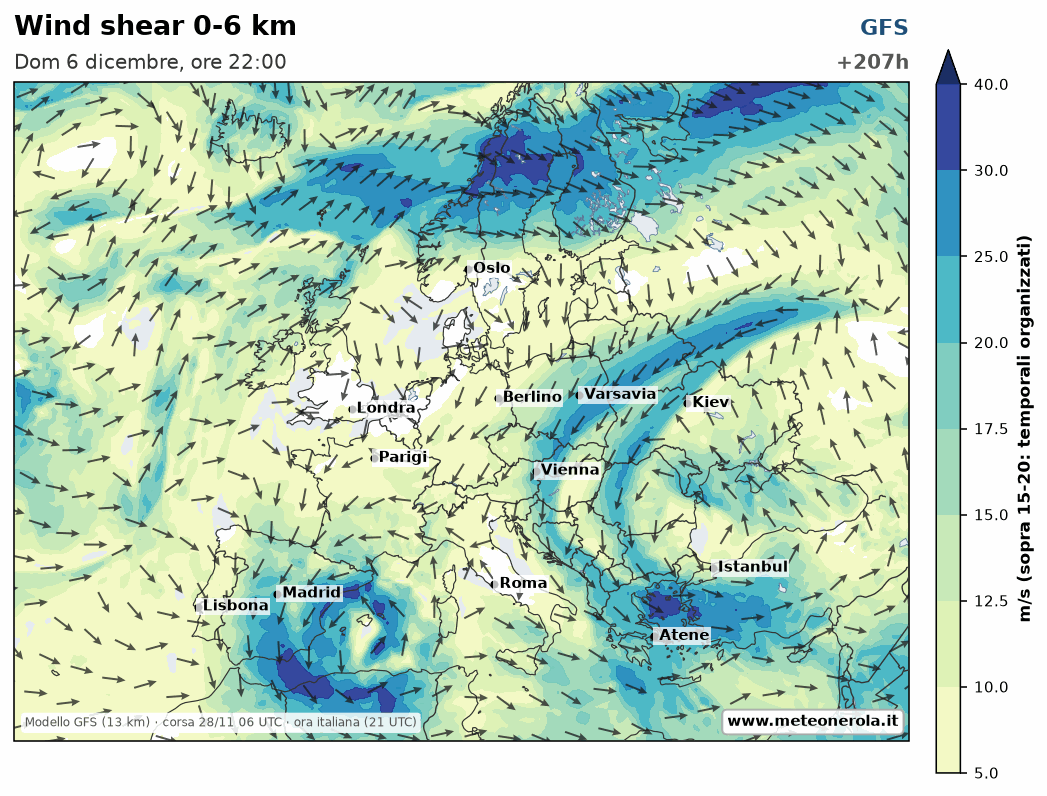 Wind shear 0-6 km
GFS
Dom 6 dicembre, ore 22:00
+207h
40.0
30.0
25.0
20.0
17.5
15.0
12.5
10.0
5.0
m/s (sopra 15-20: temporali organizzati)
Oslo
Berlino
Varsavia
Kiev
Londra
Parigi
Vienna
Istanbul
Roma
Madrid
Lisbona
Atene
Modello GFS (13 km) · corsa 28/11 06 UTC · ora italiana (21 UTC)
www.meteonerola.it